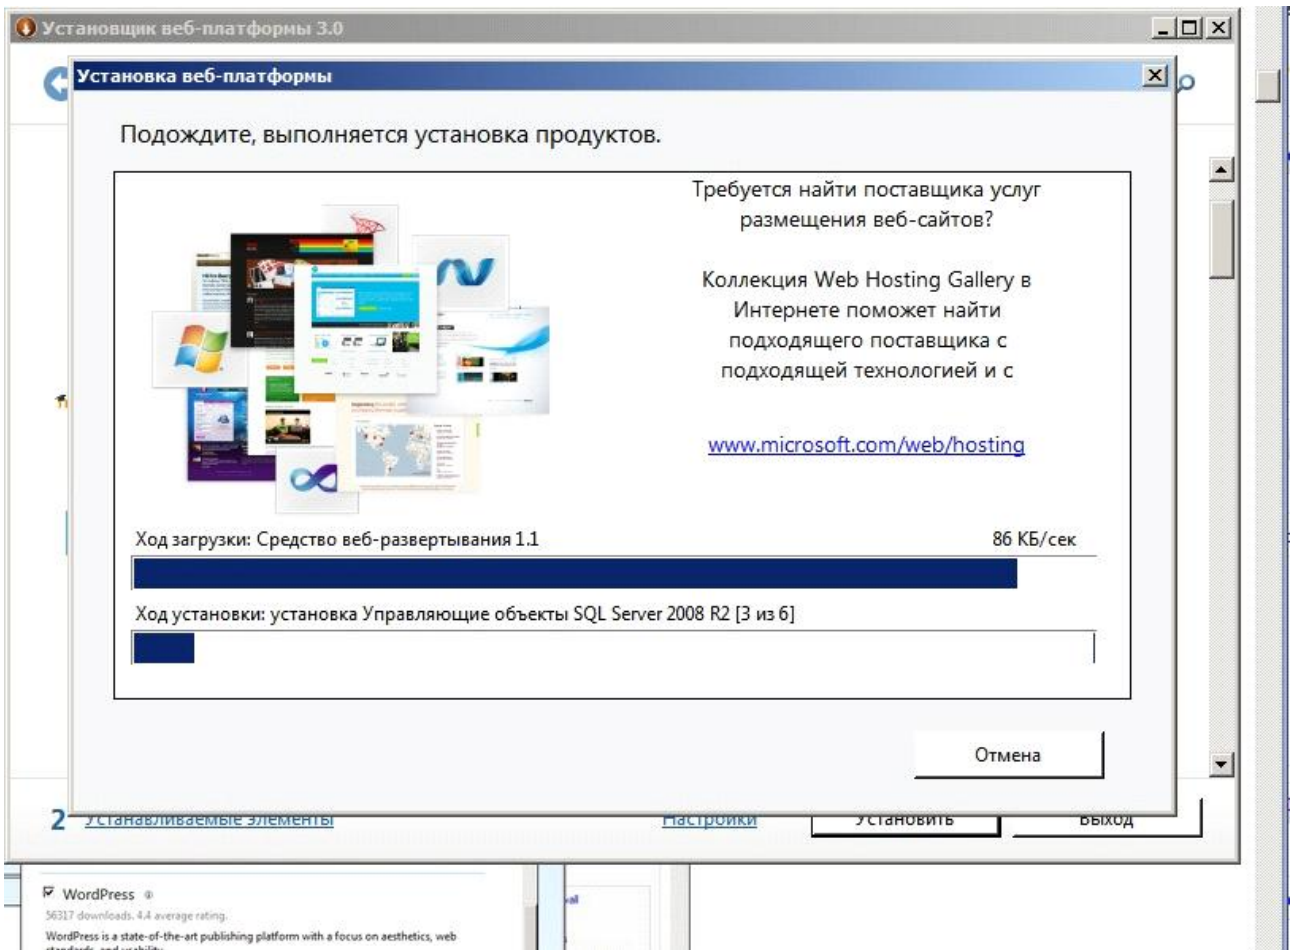 Установщик веб-платформы 3.0
Установка веб-платформы
Подождите, выполняется установка продуктов.
Требуется найти поставщика услуг
размещения веб-сайтов?
Коллекция Web Hosting Gallery в
Интернете поможет найти
подходящего поставщика с
подходящей технологией и с
www.microsoft.com/web/hosting
Ход загрузки: Средство веб-развертывания 1.1 86 КБ/сек
Ход установки: установка Управляющие объекты SQL Server 2008 R2 [3 из 6]
Отмена
2 Устанавливаемые элементы Настройки Установить Выход
WordPress
56317 downloads. 4.4 average rating.
WordPress is a state-of-the-art publishing platform with a focus on aesthetics, web
standards, and usability.